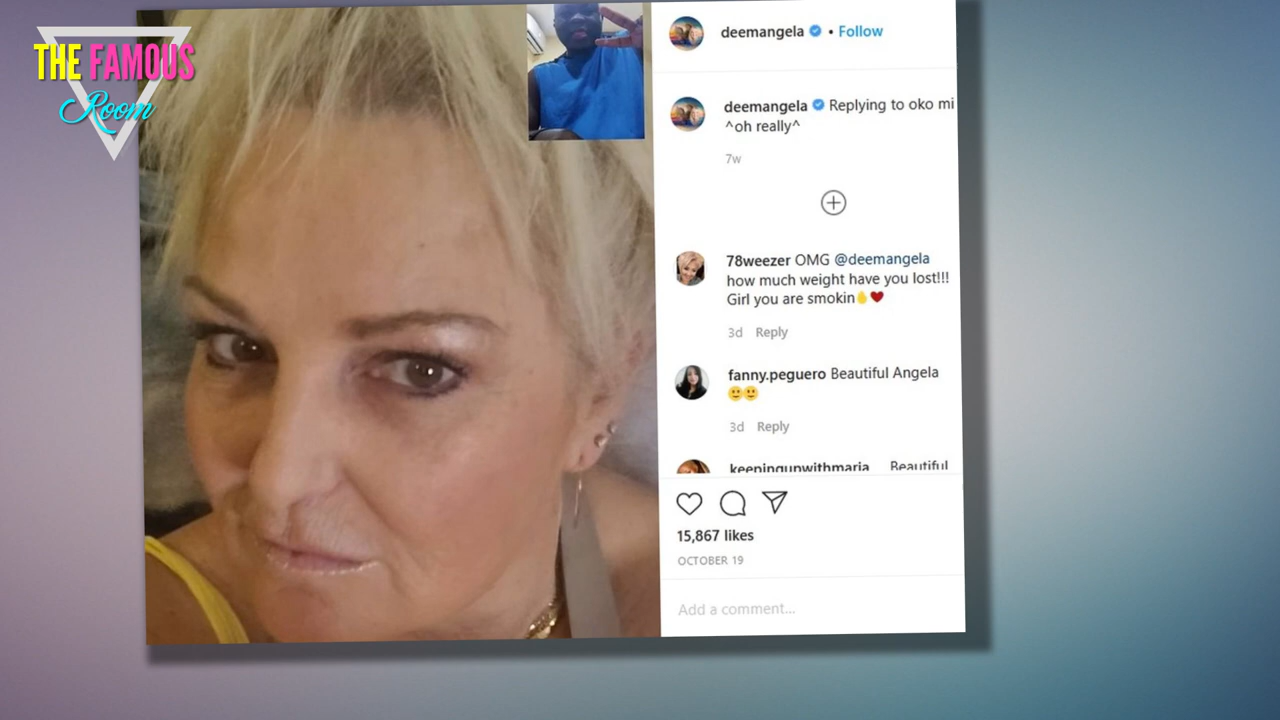 THE FAMOUS
Room
deemangela • Follow
deemangela Replying to oko mi
^oh really^
7w
78weezer OMG @deemangela
how much weight have you lost!!!
Girl you are smokin🤚❤️
3d Reply
fanny.peguero Beautiful Angela
🙂🙂
3d Reply
keepingupwithmaria Beautiful
15,867 likes
OCTOBER 19
Add a comment...